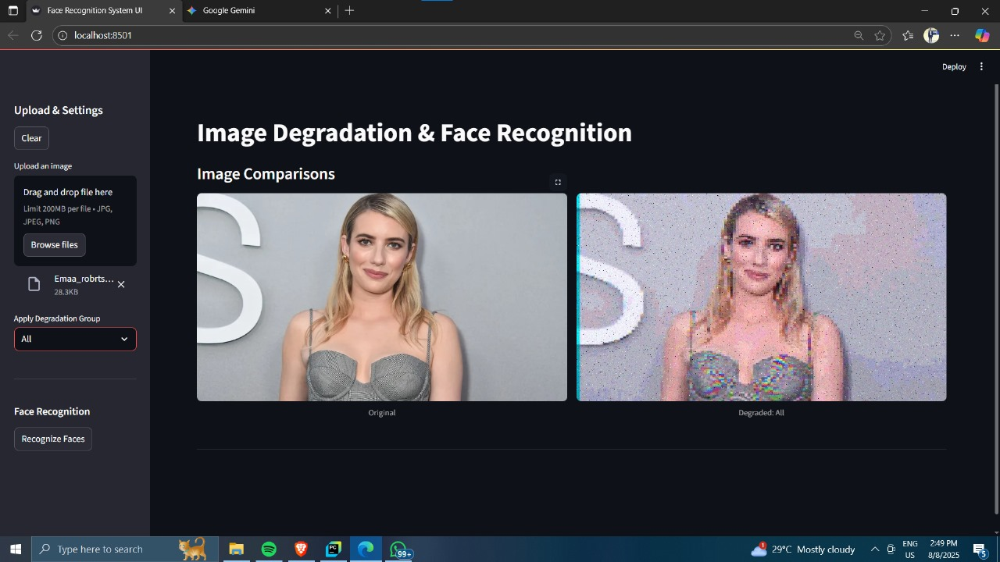 Face Recognition System UI
Google Gemini
localhost:8501
Deploy
Upload & Settings
Clear
Upload an image
Drag and drop file here
Limit 200MB per file • JPG,
JPEG, PNG
Browse files
Emaa_robrts...
28.3KB
Apply Degradation Group
All
Face Recognition
Recognize Faces
Image Degradation & Face Recognition
Image Comparisons
S
S
Original
Degraded: All
Type here to search
PC
99+
1
29°C Mostly cloudy
ENG
US
2:49 PM
8/8/2025
5